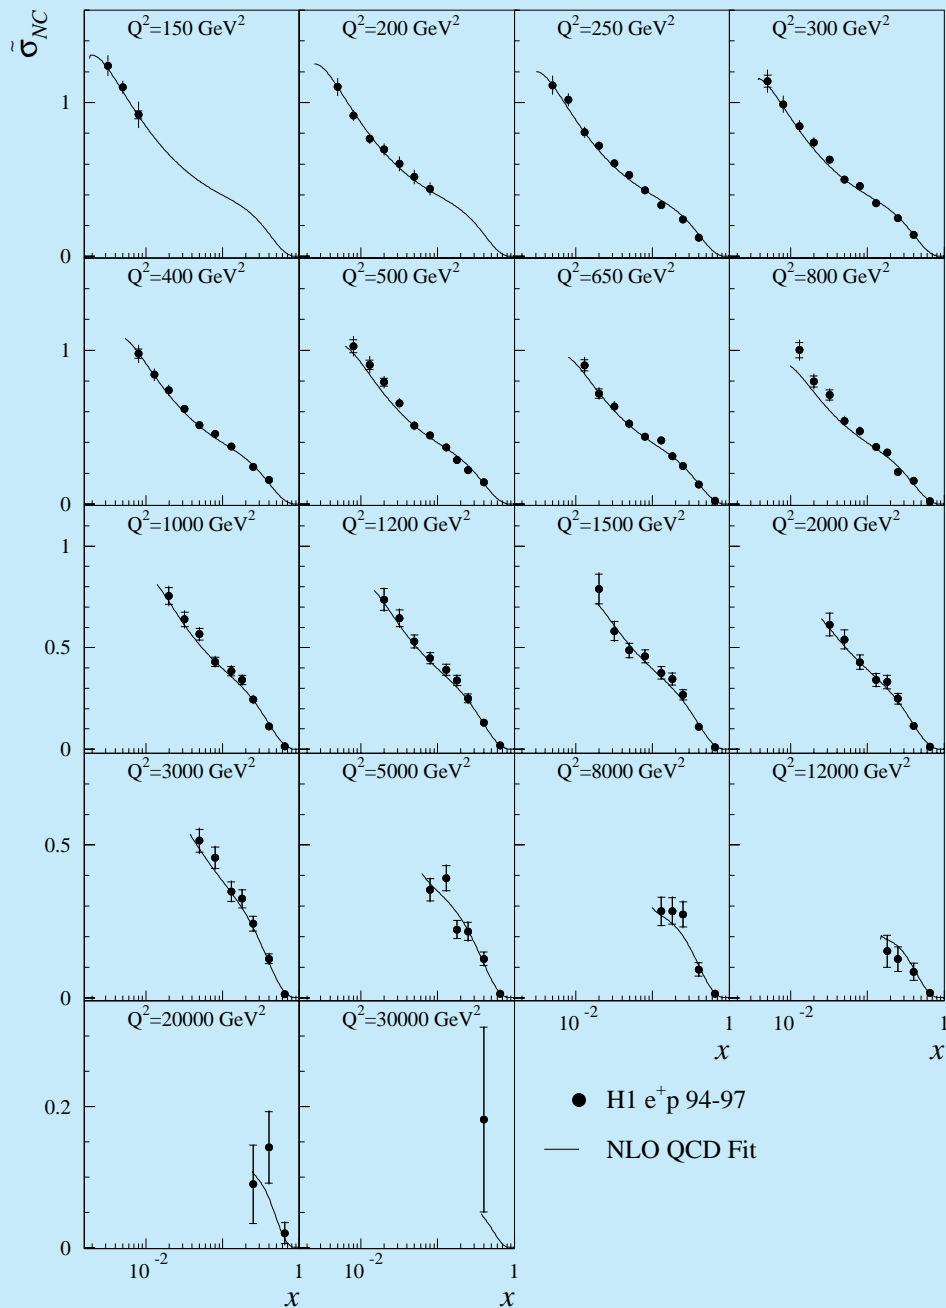 σ̃_NC
Q²=150 GeV² Q²=200 GeV² Q²=250 GeV² Q²=300 GeV²
1
0
Q²=400 GeV² Q²=500 GeV² Q²=650 GeV² Q²=800 GeV²
1
0
Q²=1000 GeV² Q²=1200 GeV² Q²=1500 GeV² Q²=2000 GeV²
1
0.5
0
Q²=3000 GeV² Q²=5000 GeV² Q²=8000 GeV² Q²=12000 GeV²
0.5
0
Q²=20000 GeV² Q²=30000 GeV² 10⁻² 1 10⁻² 1
x x
H1 e⁺p 94-97
0.2
NLO QCD Fit
0
10⁻² 1 10⁻² 1
x x